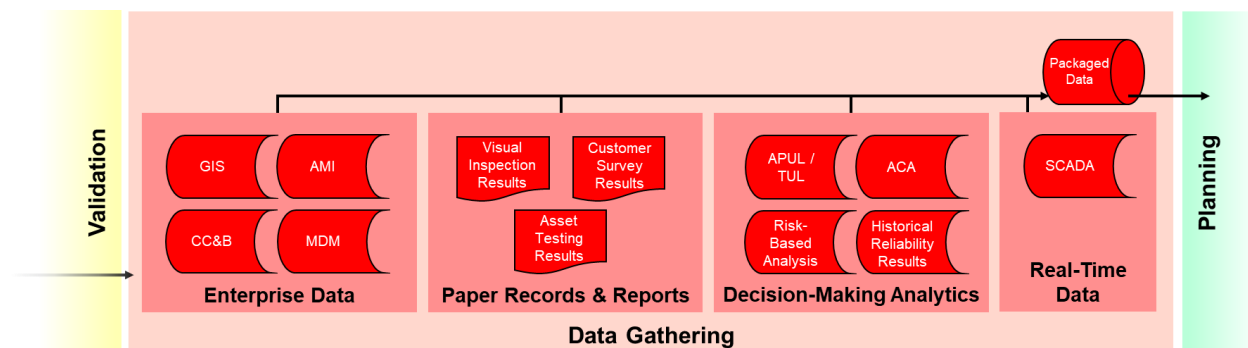 Validation
Packaged
Data
GIS
AMI
CC&B
MDM
Enterprise Data
Visual
Inspection
Results
Customer
Survey
Results
Asset
Testing
Results
Paper Records & Reports
APUL /
TUL
ACA
Risk-
Based
Analysis
Historical
Reliability
Results
Decision-Making Analytics
SCADA
Real-Time
Data
Data Gathering
Planning